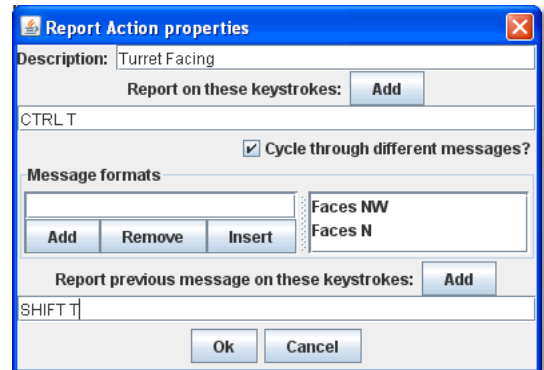 Report Action properties
Description: Turret Facing
Report on these keystrokes: Add
CTRL T
Cycle through different messages?
Message formats
Faces NW
Faces N
Add Remove Insert
Report previous message on these keystrokes: Add
SHIFT T
Ok Cancel